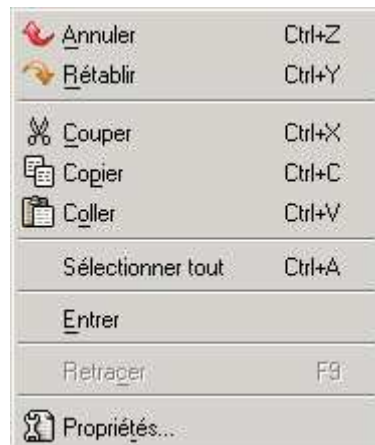 Annuler Ctrl+Z
Rétablir Ctrl+Y
Couper Ctrl+X
Copier Ctrl+C
Coller Ctrl+V
Sélectionner tout Ctrl+A
Entrer
Retracer F9
Propriétés...